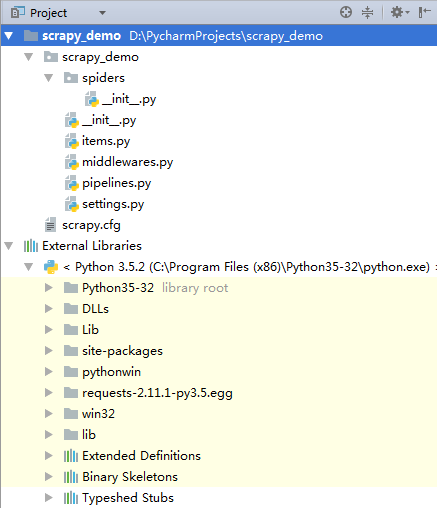 Project
scrapy_demo D:\PycharmProjects\scrapy_demo
scrapy_demo
spiders
__init__.py
__init__.py
items.py
middlewares.py
pipelines.py
settings.py
scrapy.cfg
External Libraries
< Python 3.5.2 (C:\Program Files (x86)\Python35-32\python.exe) >
Python35-32 library root
DLLs
Lib
site-packages
pythonwin
requests-2.11.1-py3.5.egg
win32
lib
Extended Definitions
Binary Skeletons
Typeshed Stubs